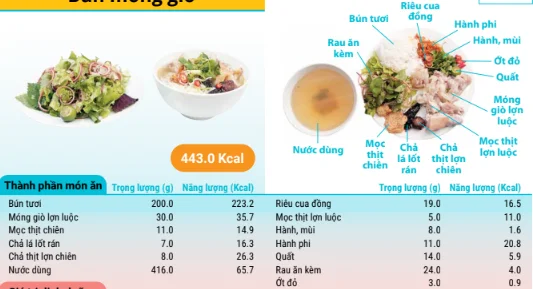 Bún móng giò
443.0 Kcal
Riêu cua đồng
Bún tươi
Hành phi
Rau ăn kèm
Hành, mùi
Ớt đỏ
Quất
Móng giò lợn luộc
Mọc thịt lợn luộc
Nước dùng
Mọc thịt chiên
Chả lá lốt rán
Chả thịt lợn chiên
Thành phần món ăn Trọng lượng (g) Năng lượng (Kcal)
Bún tươi 200.0 223.2
Móng giò lợn luộc 30.0 35.7
Mọc thịt chiên 11.0 14.9
Chả lá lốt rán 7.0 16.3
Chả thịt lợn chiên 8.0 26.3
Nước dùng 416.0 65.7
Trọng lượng (g) Năng lượng (Kcal)
Riêu cua đồng 19.0 16.5
Mọc thịt lợn luộc 5.0 11.0
Hành, mùi 8.0 1.6
Hành phi 11.0 20.8
Quất 14.0 5.9
Rau ăn kèm 24.0 4.0
Ớt đỏ 3.0 0.9